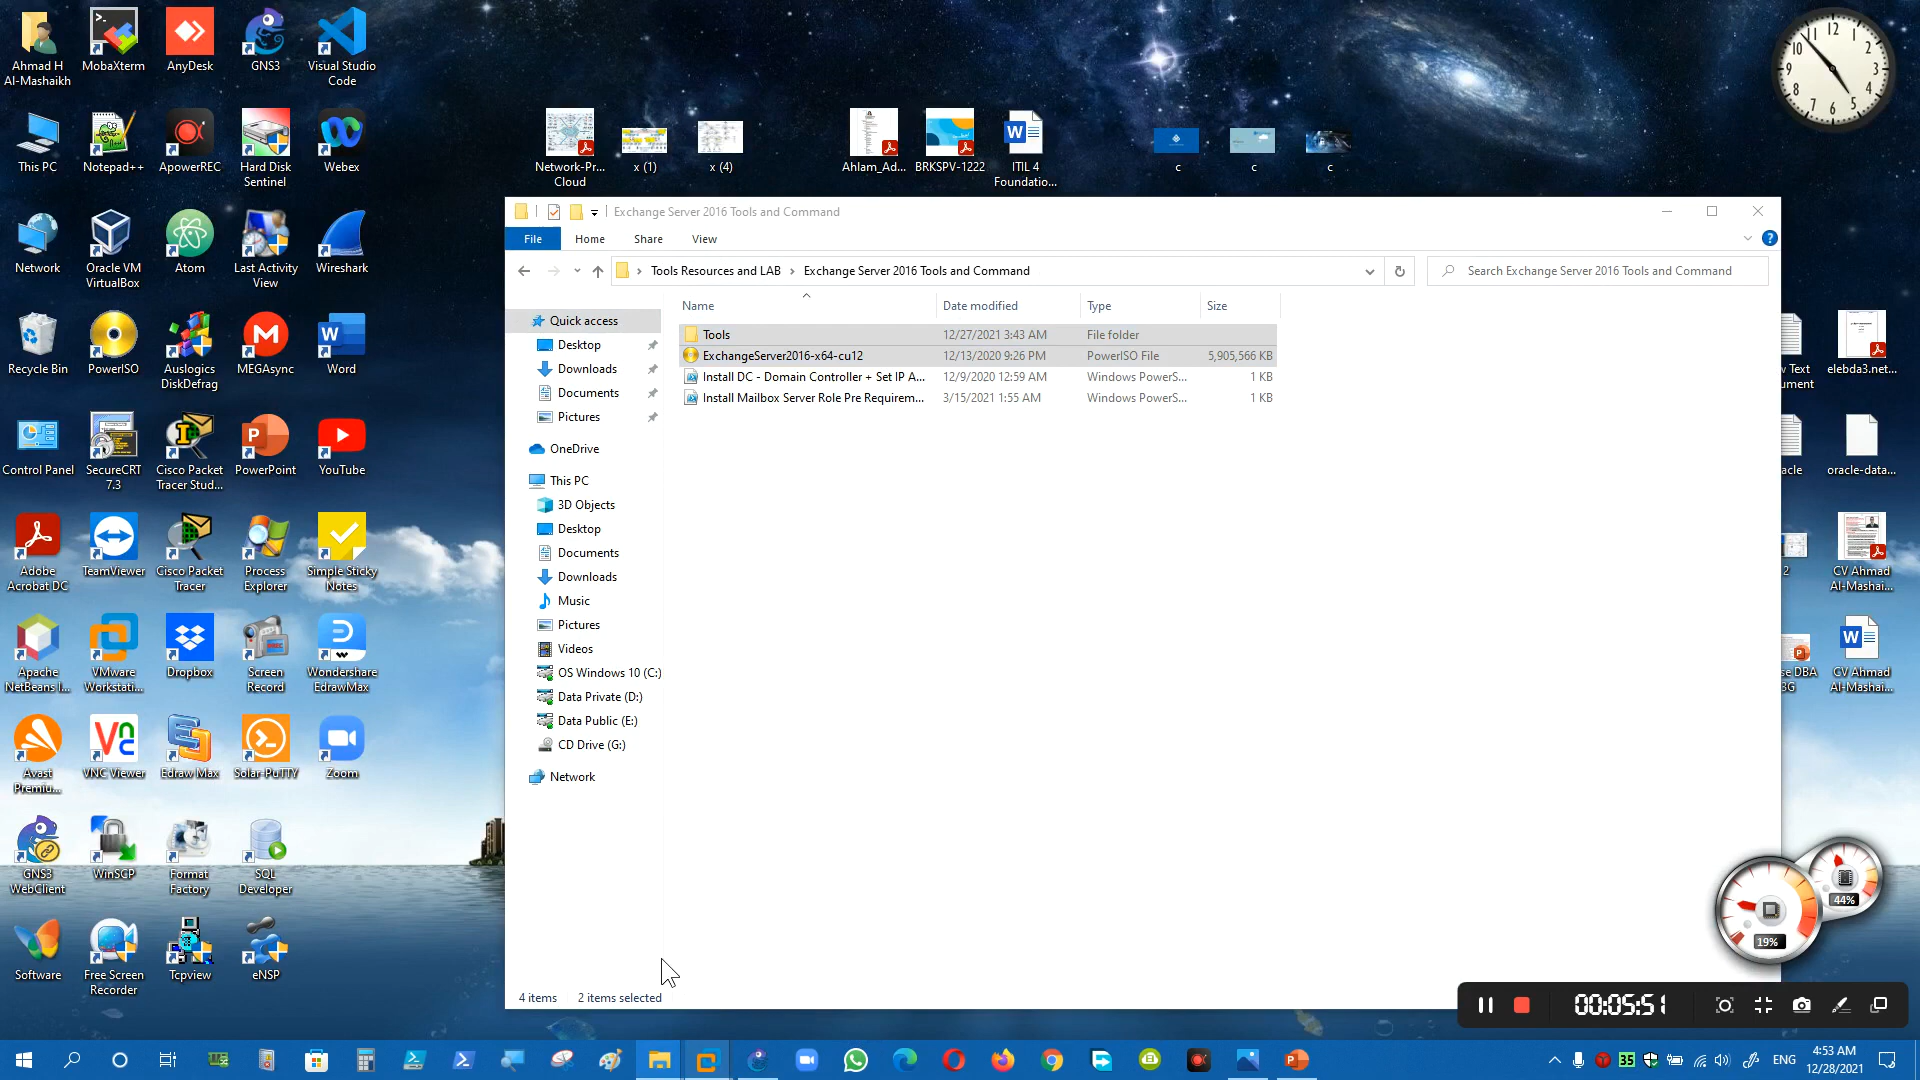 Ahmad H
Al-Mashaikh
MobaXterm
AnyDesk
GNS3
Visual Studio
Code
This PC
Notepad++
ApowerREC
Hard Disk
Sentinel
Webex
Network
Oracle VM
VirtualBox
Atom
Last Activity
View
Wireshark
Recycle Bin
PowerISO
Auslogics
DiskDefrag
MEGAsync
Word
Control Panel
SecureCRT
7.3
Cisco Packet
Tracer Stud...
PowerPoint
YouTube
Adobe
Acrobat DC
TeamViewer
Cisco Packet
Tracer
Process
Explorer
Simple Sticky
Notes
Apache
NetBeans I...
VMware
Workstati...
Dropbox
Screen
Record
Wondershare
EdrawMax
Avast
Premiu...
VNC Viewer
Edraw Max
Solar-PuTTY
Zoom
GNS3
WebClient
WinSCP
Format
Factory
SQL
Developer
Software
Free Screen
Recorder
Tcpview
eNSP
Network-Pr...
Cloud
x (1)
x (4)
Ahlam_Ad...
BRKSPV-1222
ITIL 4
Foundatio...
c
c
c
Exchange Server 2016 Tools and Command
File
Home
Share
View
Tools Resources and LAB
Exchange Server 2016 Tools and Command
Search Exchange Server 2016 Tools and Command
Name
Date modified
Type
Size
Tools
12/27/2021 3:43 AM
File folder
ExchangeServer2016-x64-cu12
12/13/2020 9:26 PM
PowerISO File
5,905,566 KB
Install DC - Domain Controller + Set IP A...
12/9/2020 12:59 AM
Windows PowerS...
1 KB
Install Mailbox Server Role Pre Requirem...
3/15/2021 1:55 AM
Windows PowerS...
1 KB
Quick access
Desktop
Downloads
Documents
Pictures
OneDrive
This PC
3D Objects
Desktop
Documents
Downloads
Music
Pictures
Videos
OS Windows 10 (C:)
Data Private (D:)
Data Public (E:)
CD Drive (G:)
Network
4 items
2 items selected
w Text
ument
elebda3.net...
acle
oracle-data...
2
CV Ahmad
Al-Mashai...
se DBA
3G
CV Ahmad
Al-Mashai...
44%
19%
00:05:51
35
ENG
4:53 AM
12/28/2021